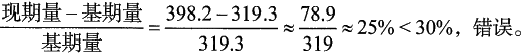 (现期量－基期量)/基期量 = (398.2－319.3)/319.3 ≈ 78.9/319 ≈ 25% < 30%，错误。